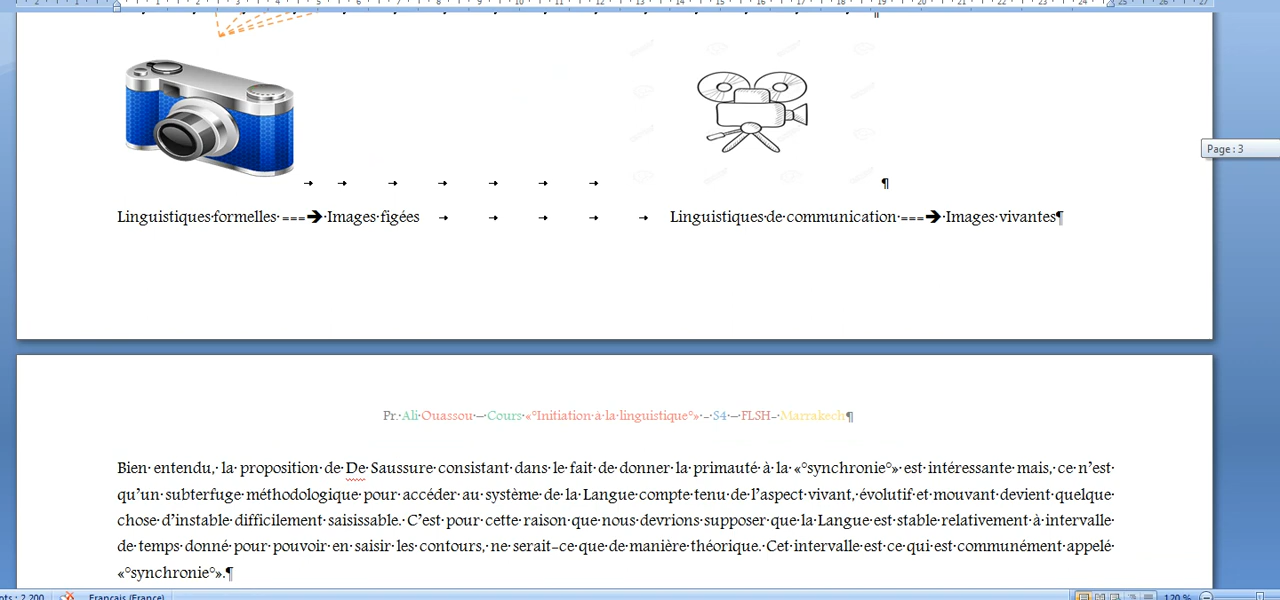 Page : 3
Linguistiques formelles ===➔ Images figées Linguistiques de communication ===➔ Images vivantes¶
Pr. Ali Ouassou – Cours «°Initiation à la linguistique°» – S4 – FLSH– Marrakech¶
Bien entendu, la proposition de De Saussure consistant dans le fait de donner la primauté à la «°synchronie°» est intéressante mais, ce n’est
qu’un subterfuge méthodologique pour accéder au système de la Langue compte tenu de l’aspect vivant, évolutif et mouvant devient quelque
chose d’instable difficilement saisissable. C’est pour cette raison que nous devrions supposer que la Langue est stable relativement à intervalle
de temps donné pour pouvoir en saisir les contours, ne serait-ce que de manière théorique. Cet intervalle est ce qui est communément appelé
«°synchronie°».¶
: 2 200 Français (France) 120 %